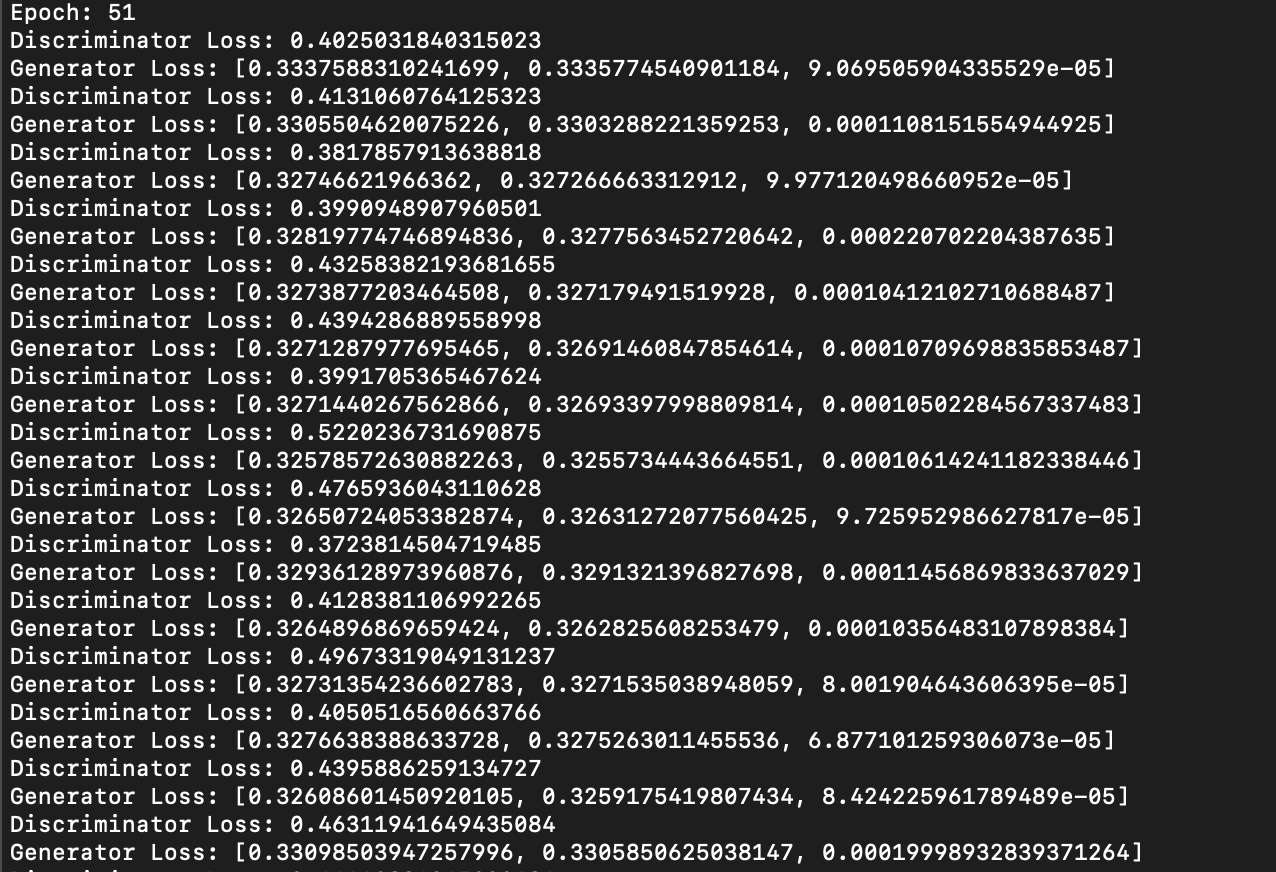 Epoch: 51
Discriminator Loss: 0.4025031840315023
Generator Loss: [0.3337588310241699, 0.3335774540901184, 9.069505904335529e-05]
Discriminator Loss: 0.4131060764125323
Generator Loss: [0.3305504620075226, 0.3303288221359253, 0.0001108151554944925]
Discriminator Loss: 0.3817857913638818
Generator Loss: [0.32746621966362, 0.327266663312912, 9.977120498660952e-05]
Discriminator Loss: 0.3990948907960501
Generator Loss: [0.32819774746894836, 0.3277563452720642, 0.000220702204387635]
Discriminator Loss: 0.43258382193681655
Generator Loss: [0.3273877203464508, 0.327179491519928, 0.00010412102710688487]
Discriminator Loss: 0.4394286889558998
Generator Loss: [0.3271287977695465, 0.32691460847854614, 0.00010709698835853487]
Discriminator Loss: 0.3991705365467624
Generator Loss: [0.3271440267562866, 0.32693397998809814, 0.00010502284567337483]
Discriminator Loss: 0.5220236731690875
Generator Loss: [0.32578572630882263, 0.3255734443664551, 0.00010614241182338446]
Discriminator Loss: 0.4765936043110628
Generator Loss: [0.32650724053382874, 0.32631272077560425, 9.725952986627817e-05]
Discriminator Loss: 0.3723814504719485
Generator Loss: [0.32936128973960876, 0.3291321396827698, 0.00011456869833637029]
Discriminator Loss: 0.4128381106992265
Generator Loss: [0.3264896869659424, 0.3262825608253479, 0.00010356483107898384]
Discriminator Loss: 0.49673319049131237
Generator Loss: [0.32731354236602783, 0.3271535038948059, 8.001904643606395e-05]
Discriminator Loss: 0.4050516560663766
Generator Loss: [0.3276638388633728, 0.3275263011455536, 6.877101259306073e-05]
Discriminator Loss: 0.4395886259134727
Generator Loss: [0.32608601450920105, 0.3259175419807434, 8.424225961789489e-05]
Discriminator Loss: 0.46311941649435084
Generator Loss: [0.33098503947257996, 0.3305850625038147, 0.00019998932839371264]